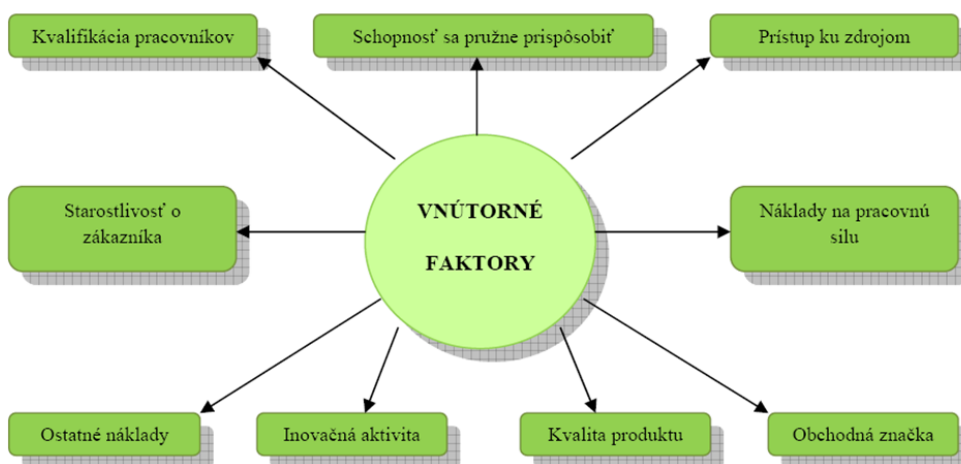 Kvalifikácia pracovníkov
Schopnosť sa pružne prispôsobiť
Prístup ku zdrojom
Starostlivosť o
zákazníka
VNÚTORNÉ
FAKTORY
Náklady na pracovnú
silu
Ostatné náklady
Inovačná aktivita
Kvalita produktu
Obchodná značka